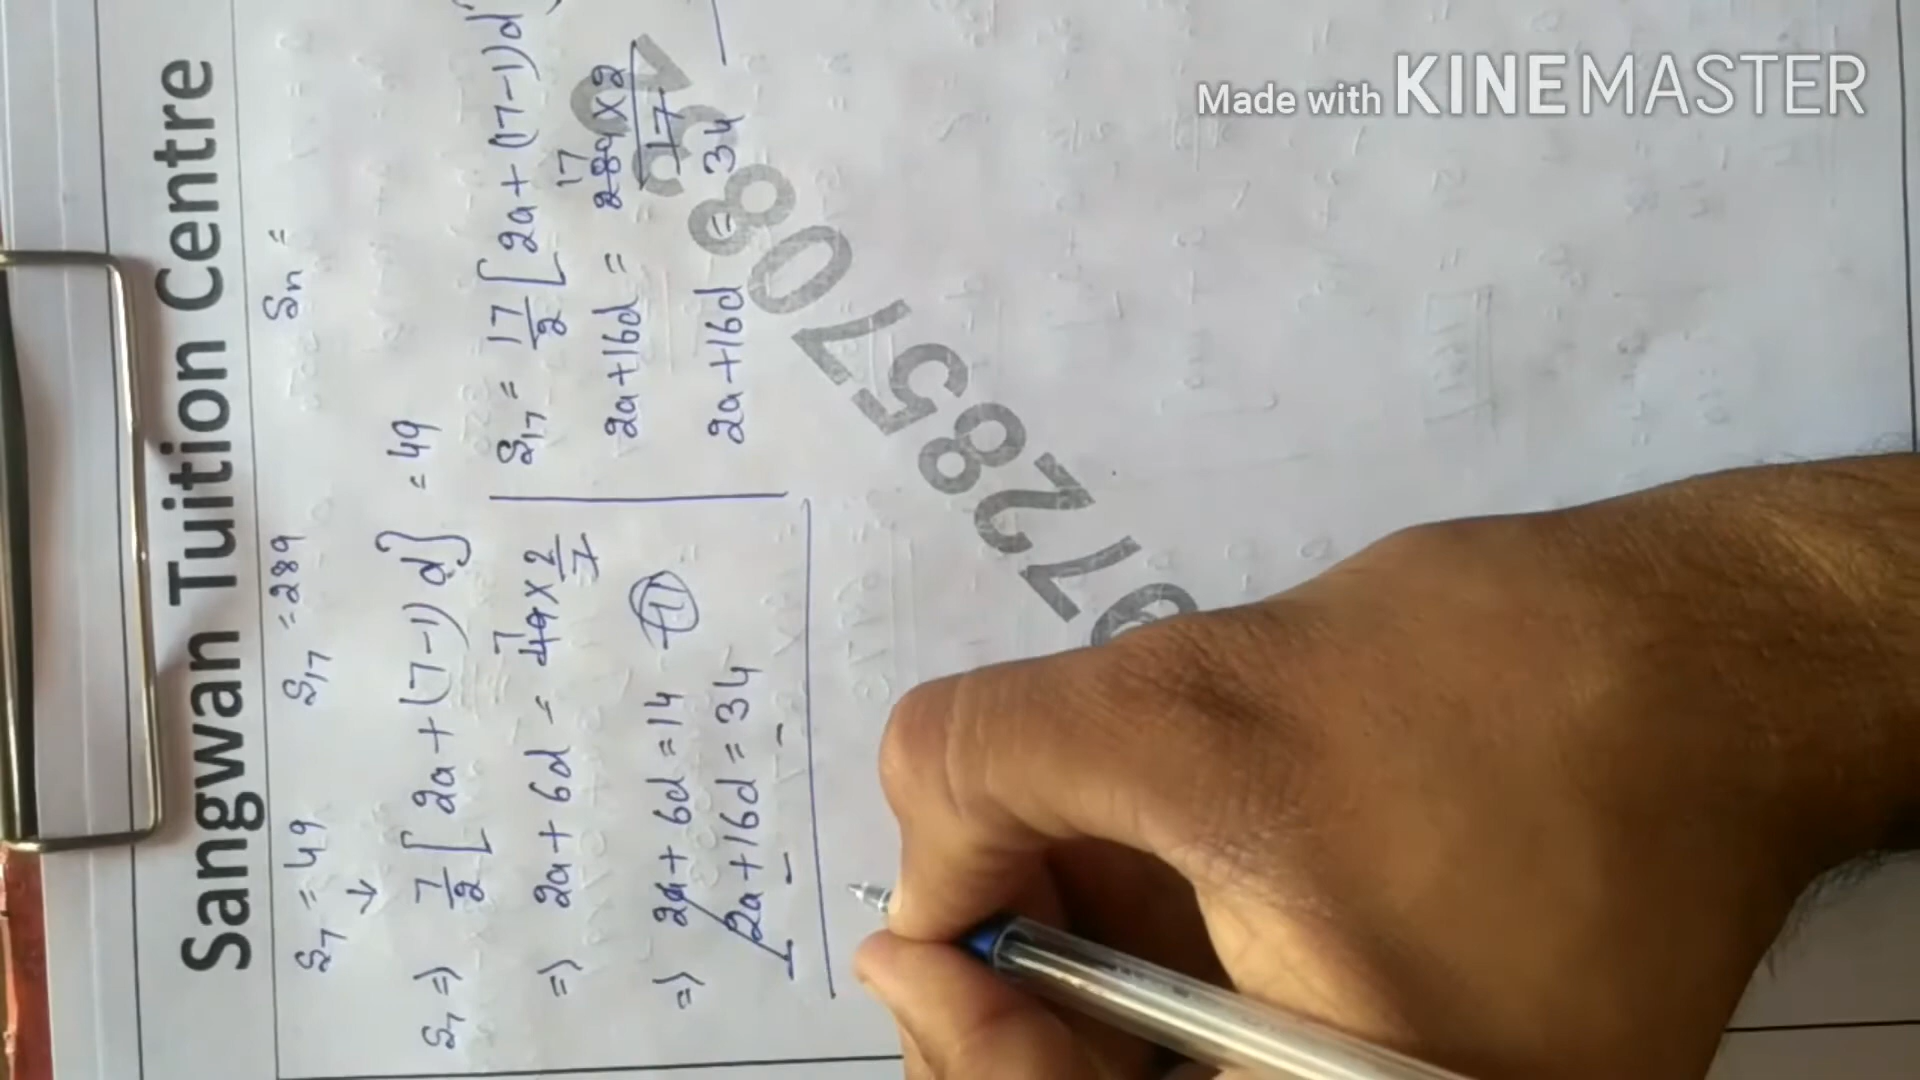 Made with KINEMASTER
Sangwan Tuition Centre
S₇ = 49 S₁₇ = 289 Sₙ =
↓
S₇ => 7/2 [2a + (7-1) d] = 49
=> 2a + 6d = 49 × 2/7
7
=> 2a + 6d = 14
2a + 16d = 34
- - -
S₁₇ = 17/2 [2a + (17-1)d
2a + 16d = 289 × 2/17
17
2a + 16d = 34